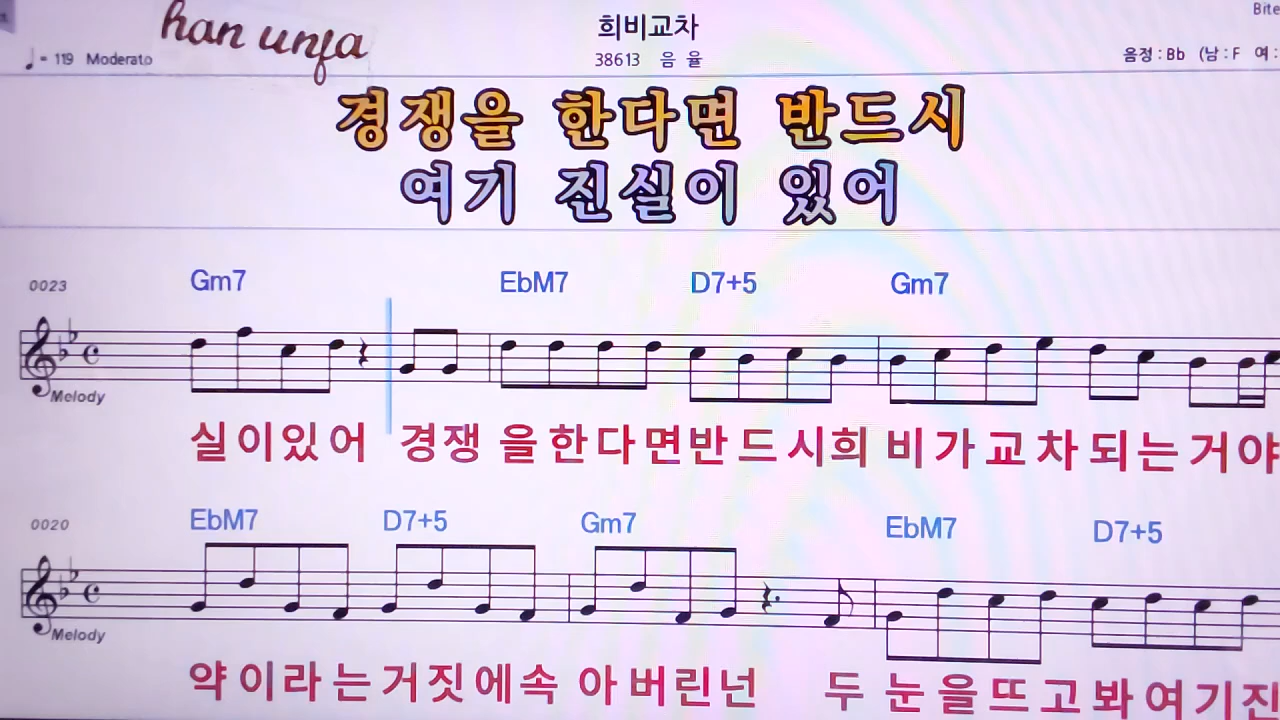 han unfa
희비교차
Bite
♩= 119 Moderato
38613 음 율
음정 : Bb (남 : F 여 :
경쟁을 한다면 반드시
여기 진실이 있어
0023 Gm7 EbM7 D7+5 Gm7
Melody
실이있어 경쟁 을한다면반드시희 비가교차되는거야
0020 EbM7 D7+5 Gm7 EbM7 D7+5
Melody
약이라는거짓에속 아버린넌 두 눈을뜨고봐여기진